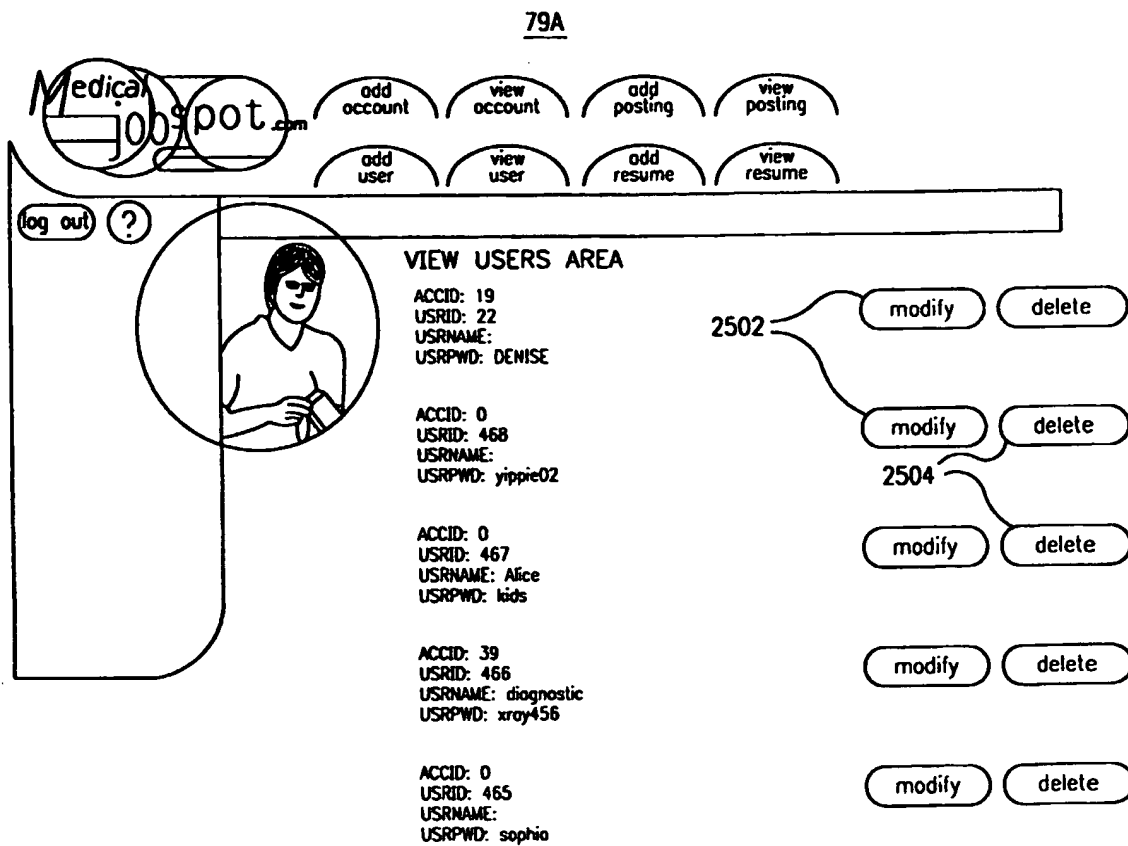 79A
Medical
jobspot.com
add account
view account
add posting
view posting
add user
view user
add resume
view resume
log out
?
VIEW USERS AREA
ACCID: 19
USRID: 22
USRNAME:
USRPWD: DENISE
2502
modify
delete
ACCID: 0
USRID: 468
USRNAME:
USRPWD: yippie02
modify
delete
2504
ACCID: 0
USRID: 467
USRNAME: Alice
USRPWD: kids
modify
delete
ACCID: 39
USRID: 466
USRNAME: diagnostic
USRPWD: xray456
modify
delete
ACCID: 0
USRID: 465
USRNAME:
USRPWD: sophia
modify
delete